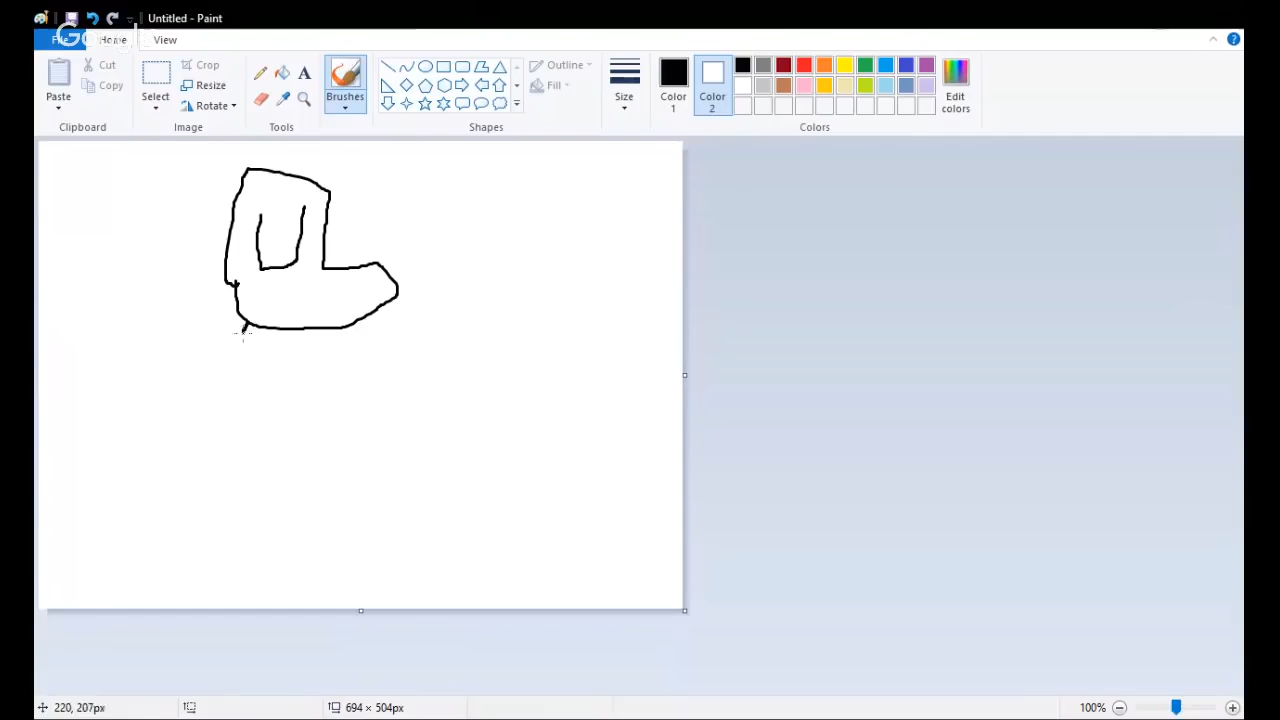 Untitled - Paint
Google
File Home View
Cut
Copy
Paste
Clipboard
Select
Crop
Resize
Rotate
Image
A
Tools
Brushes
Shapes
Outline
Fill
Size
Color
1
Color
2
Edit
colors
Colors
220, 207px
694 × 504px
100%